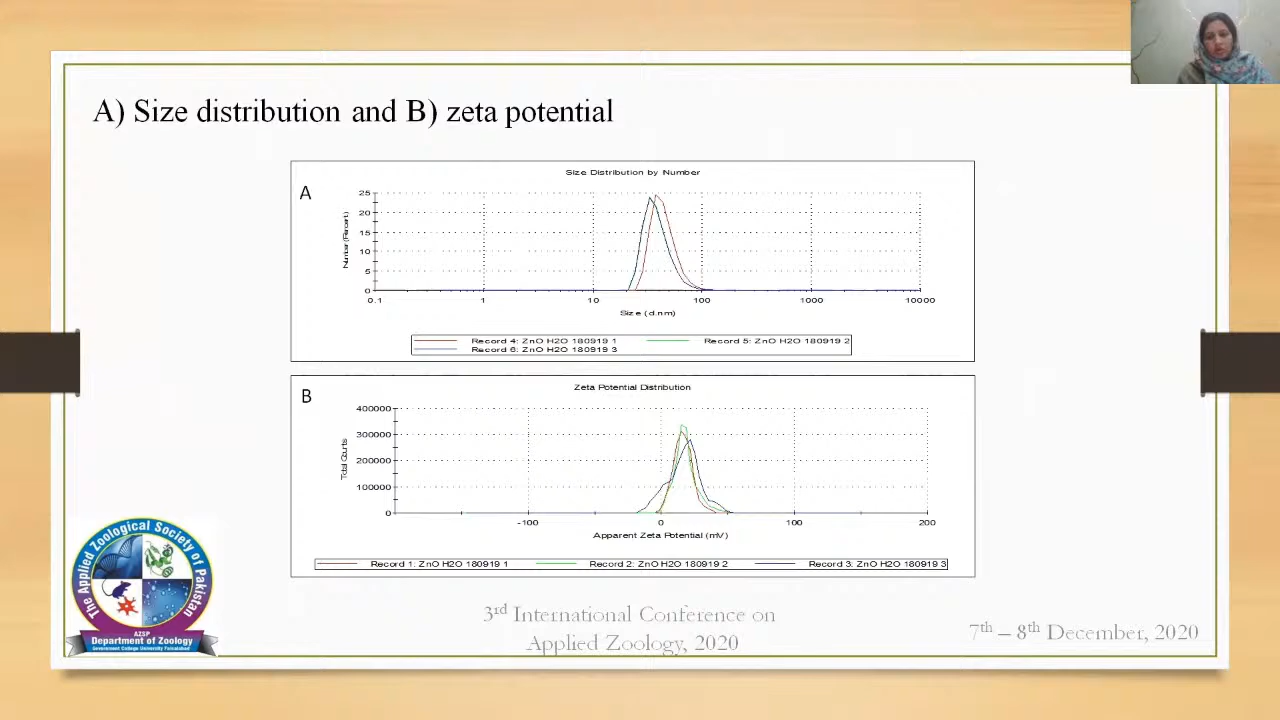 A) Size distribution and B) zeta potential
A
Size Distribution by Number
Number (Percent)
25
20
15
10
5
0
0.1 1 10 100 1000 10000
Size (d.nm)
Record 4: ZnO H2O 180919 1 Record 5: ZnO H2O 180919 2
Record 6: ZnO H2O 180919 3
B
Zeta Potential Distribution
Total Counts
400000
300000
200000
100000
0
-100 0 100 200
Apparent Zeta Potential (mV)
Record 1: ZnO H2O 180919 1 Record 2: ZnO H2O 180919 2 Record 3: ZnO H2O 180919 3
The Applied Zoological Society of Pakistan
AZSP
Department of Zoology
Government College University Faisalabad
3rd International Conference on
Applied Zoology, 2020
7th – 8th December, 2020